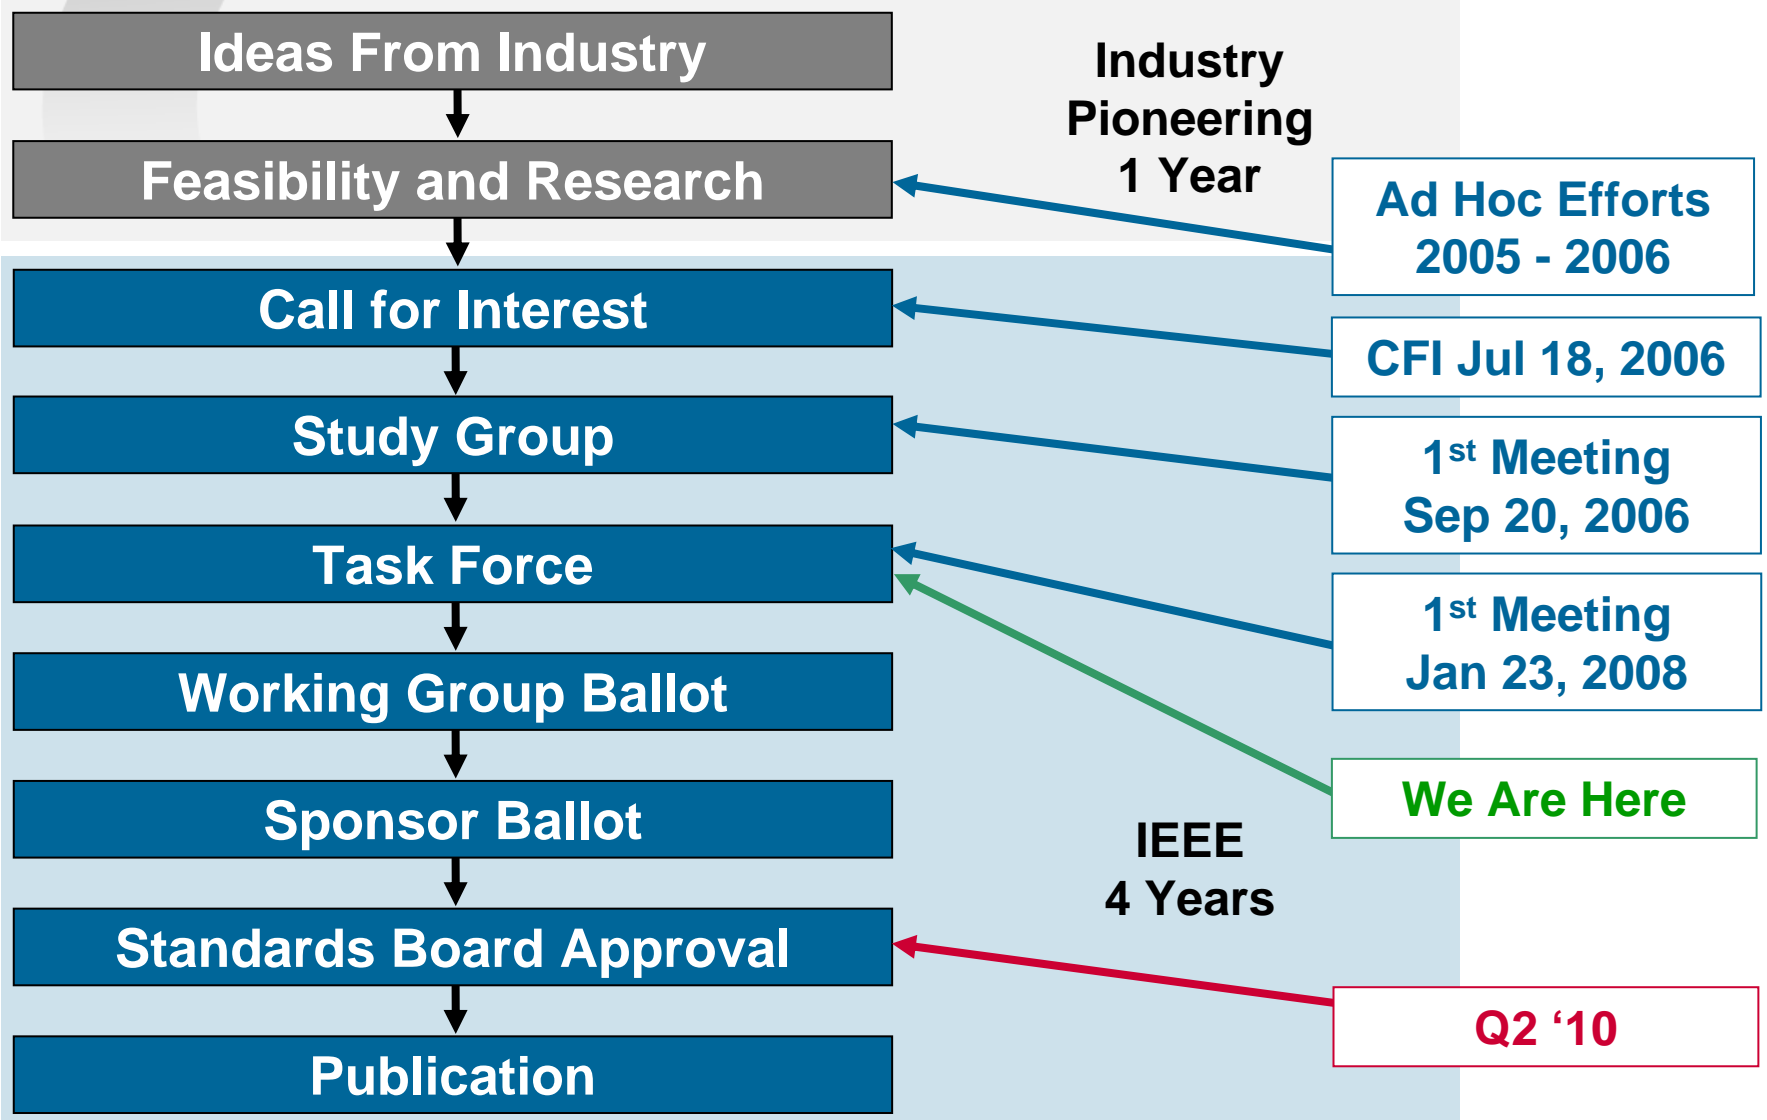 Ideas From Industry
Feasibility and Research
Call for Interest
Study Group
Task Force
Working Group Ballot
Sponsor Ballot
Standards Board Approval
Publication
Industry
Pioneering
1 Year
IEEE
4 Years
Ad Hoc Efforts
2005 - 2006
CFI Jul 18, 2006
1st Meeting
Sep 20, 2006
1st Meeting
Jan 23, 2008
We Are Here
Q2 ‘10